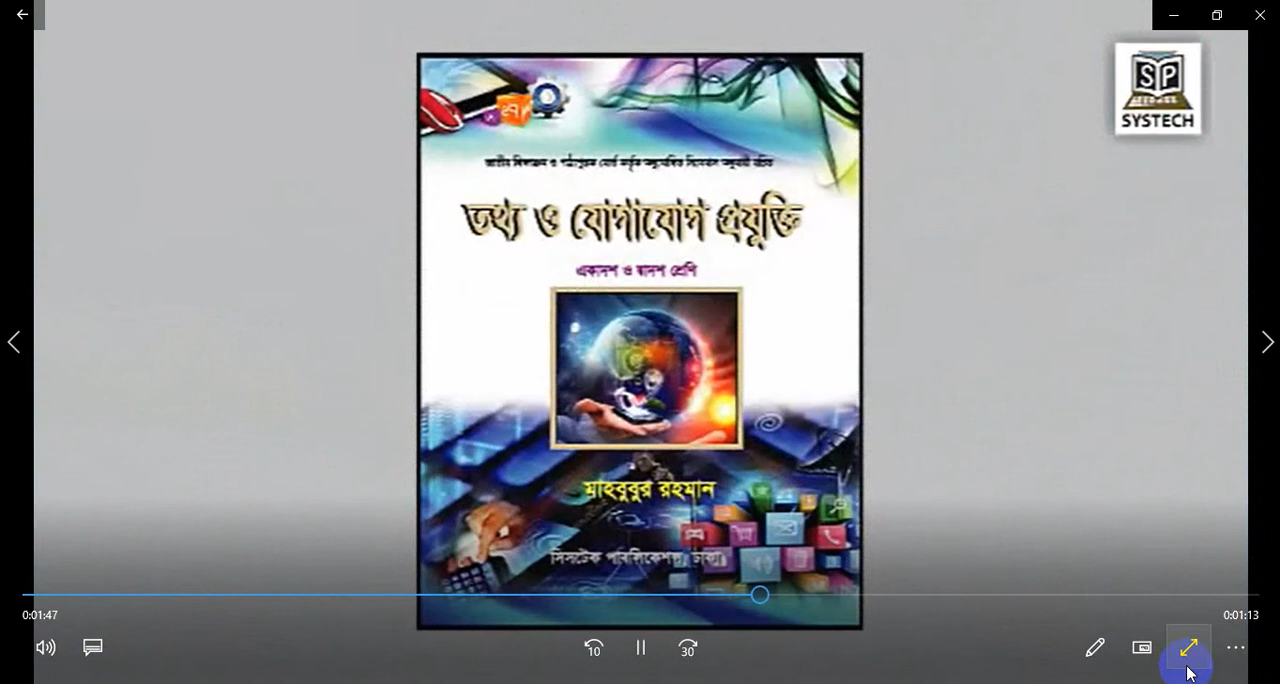 SP
SYSTECH
জাতীয় শিক্ষাক্রম ও পাঠ্যপুস্তক বোর্ড কর্তৃক অনুমোদিত সিলেবাস অনুযায়ী রচিত
তথ্য ও যোগাযোগ প্রযুক্তি
একাদশ ও দ্বাদশ শ্রেণি
মাহবুবুর রহমান
সিসটেক পাবলিকেশন্স, ঢাকা
0:01:47
0:01:13
10
30